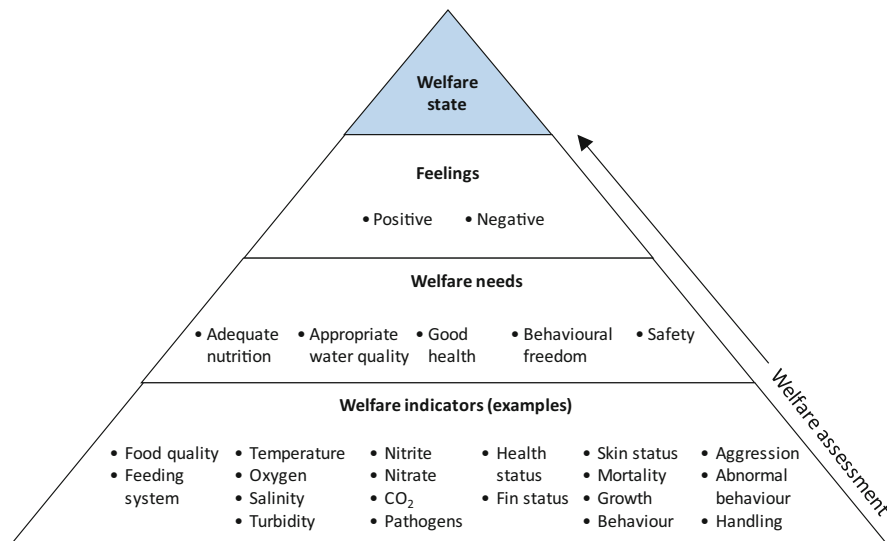 Welfare
state
Feelings
• Positive • Negative
Welfare needs
• Adequate
nutrition
• Appropriate
water quality
• Good
health
• Behavioural
freedom
• Safety
Welfare indicators (examples)
• Food quality
• Feeding
system
• Temperature
• Oxygen
• Salinity
• Turbidity
• Nitrite
• Nitrate
• CO₂
• Pathogens
• Health
status
• Fin status
• Skin status
• Mortality
• Growth
• Behaviour
• Aggression
• Abnormal
behaviour
• Handling
Welfare assessment